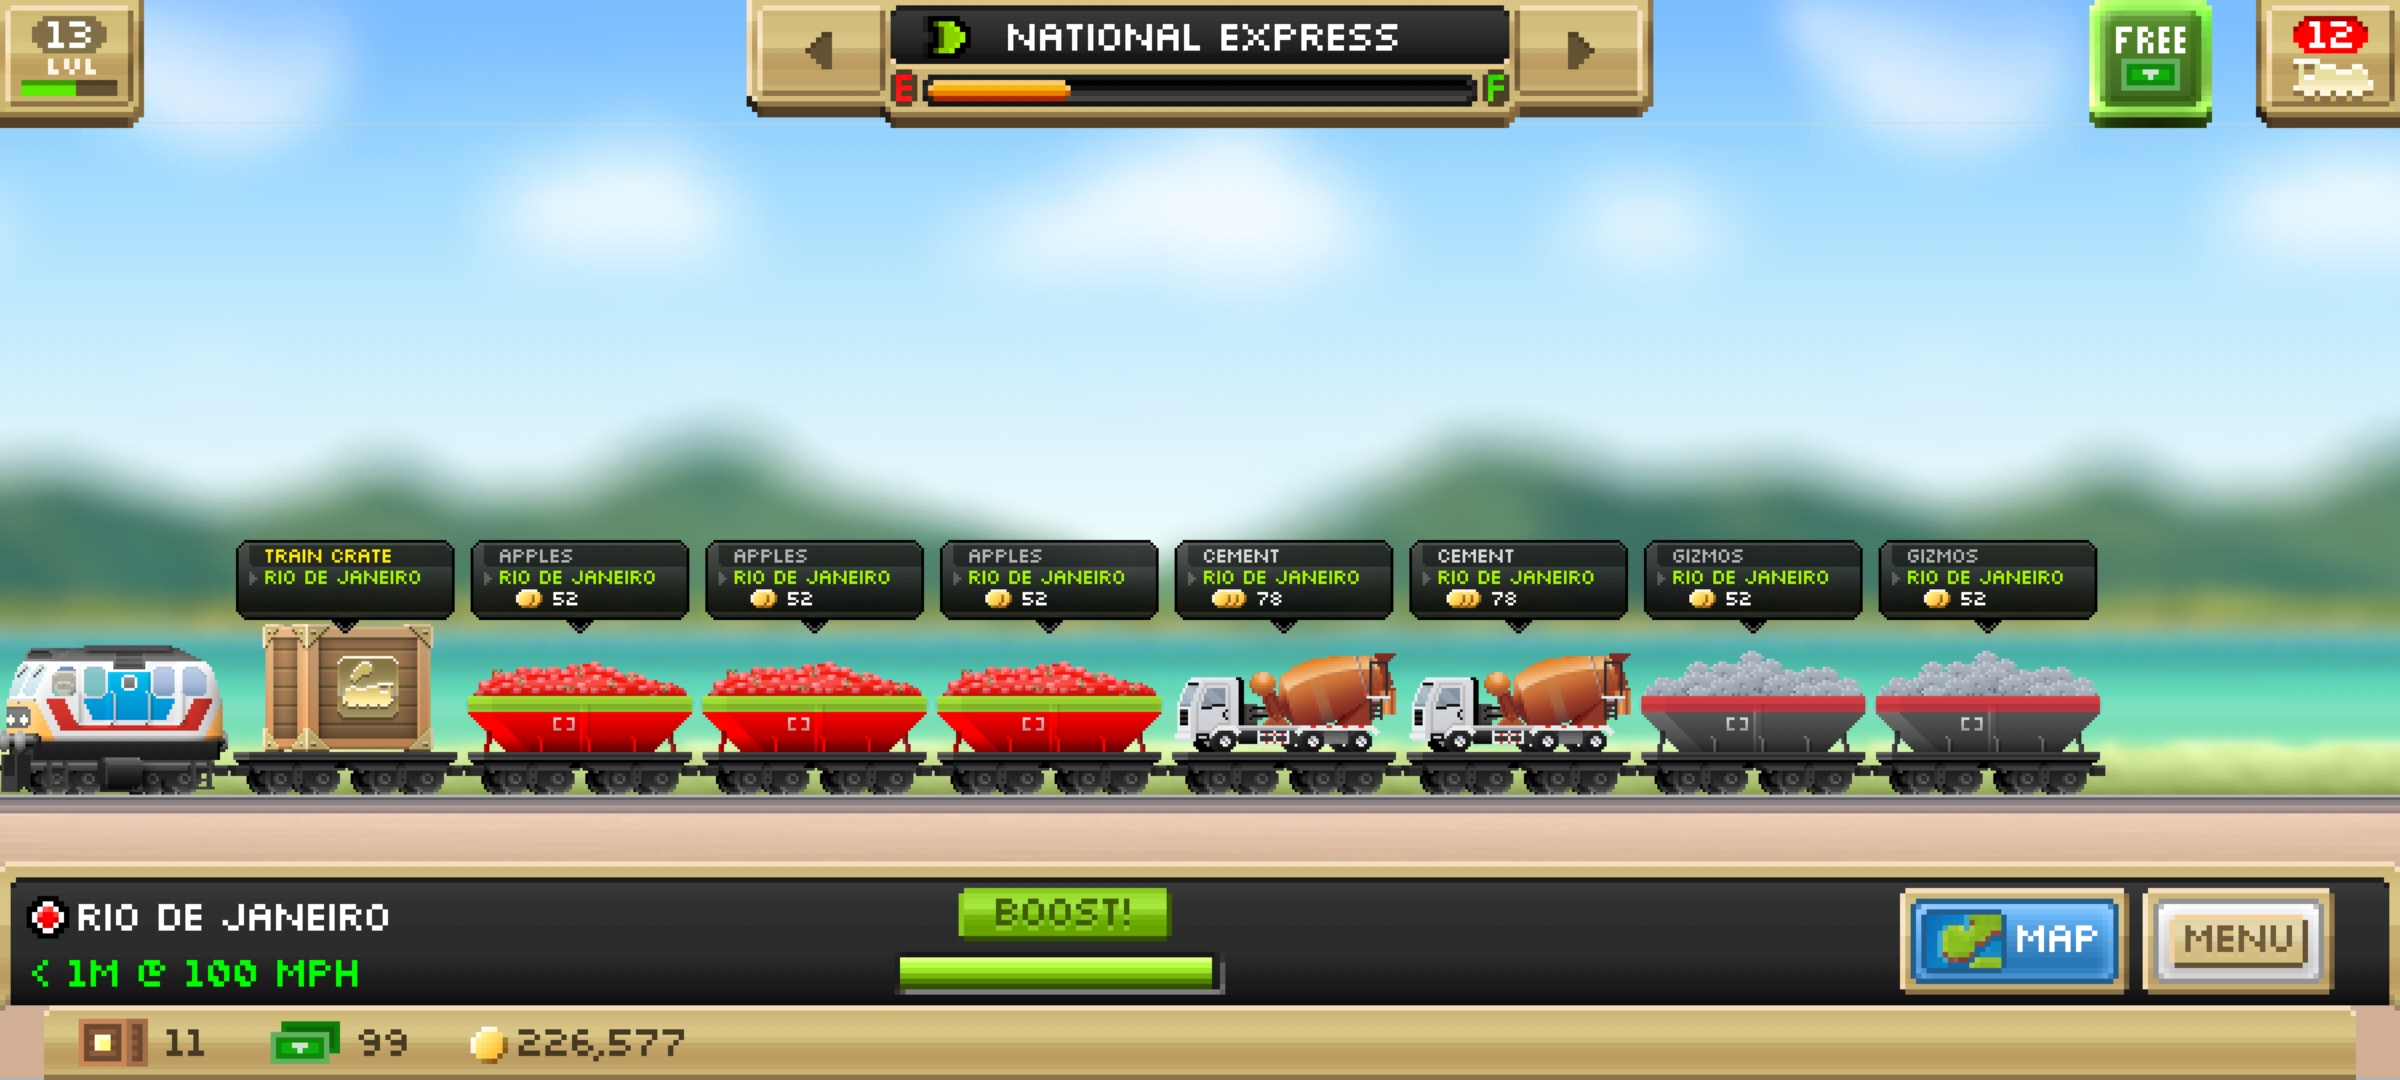 13
LVL
NATIONAL EXPRESS
E F
FREE
12
TRAIN CRATE
RIO DE JANEIRO
APPLES
RIO DE JANEIRO
52
APPLES
RIO DE JANEIRO
52
APPLES
RIO DE JANEIRO
52
CEMENT
RIO DE JANEIRO
78
CEMENT
RIO DE JANEIRO
78
GIZMOS
RIO DE JANEIRO
52
GIZMOS
RIO DE JANEIRO
52
RIO DE JANEIRO
< 1M @ 100 MPH
BOOST!
MAP
MENU
11 99 226,577